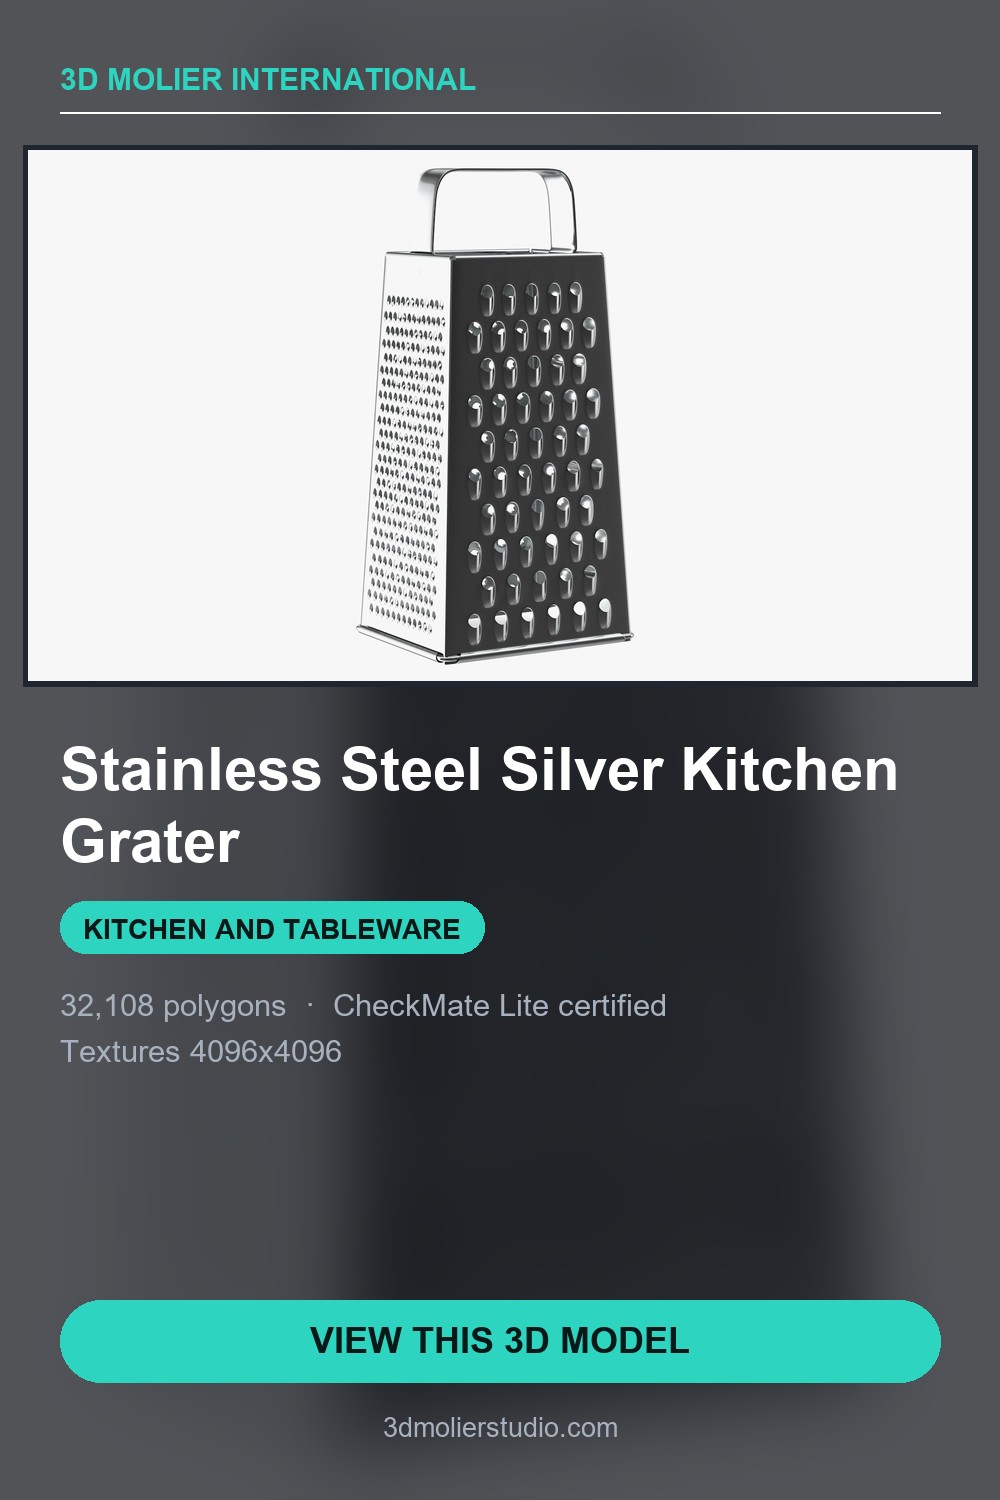 3D MOLIER INTERNATIONAL
Stainless Steel Silver Kitchen
Grater
KITCHEN AND TABLEWARE
32,108 polygons · CheckMate Lite certified
Textures 4096x4096
VIEW THIS 3D MODEL
3dmolierstudio.com